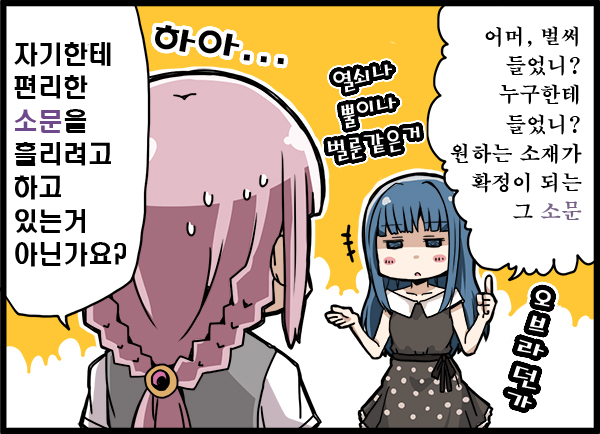 어머, 벌써
들었니?
누구한테
들었니?
원하는 소재가
확정이 되는
그 소문
열쇠나
뿔이나
벌룬같은거
오브라던가
하아...
자기한테
편리한
소문을
흘리려고
하고
있는거
아닌가요?